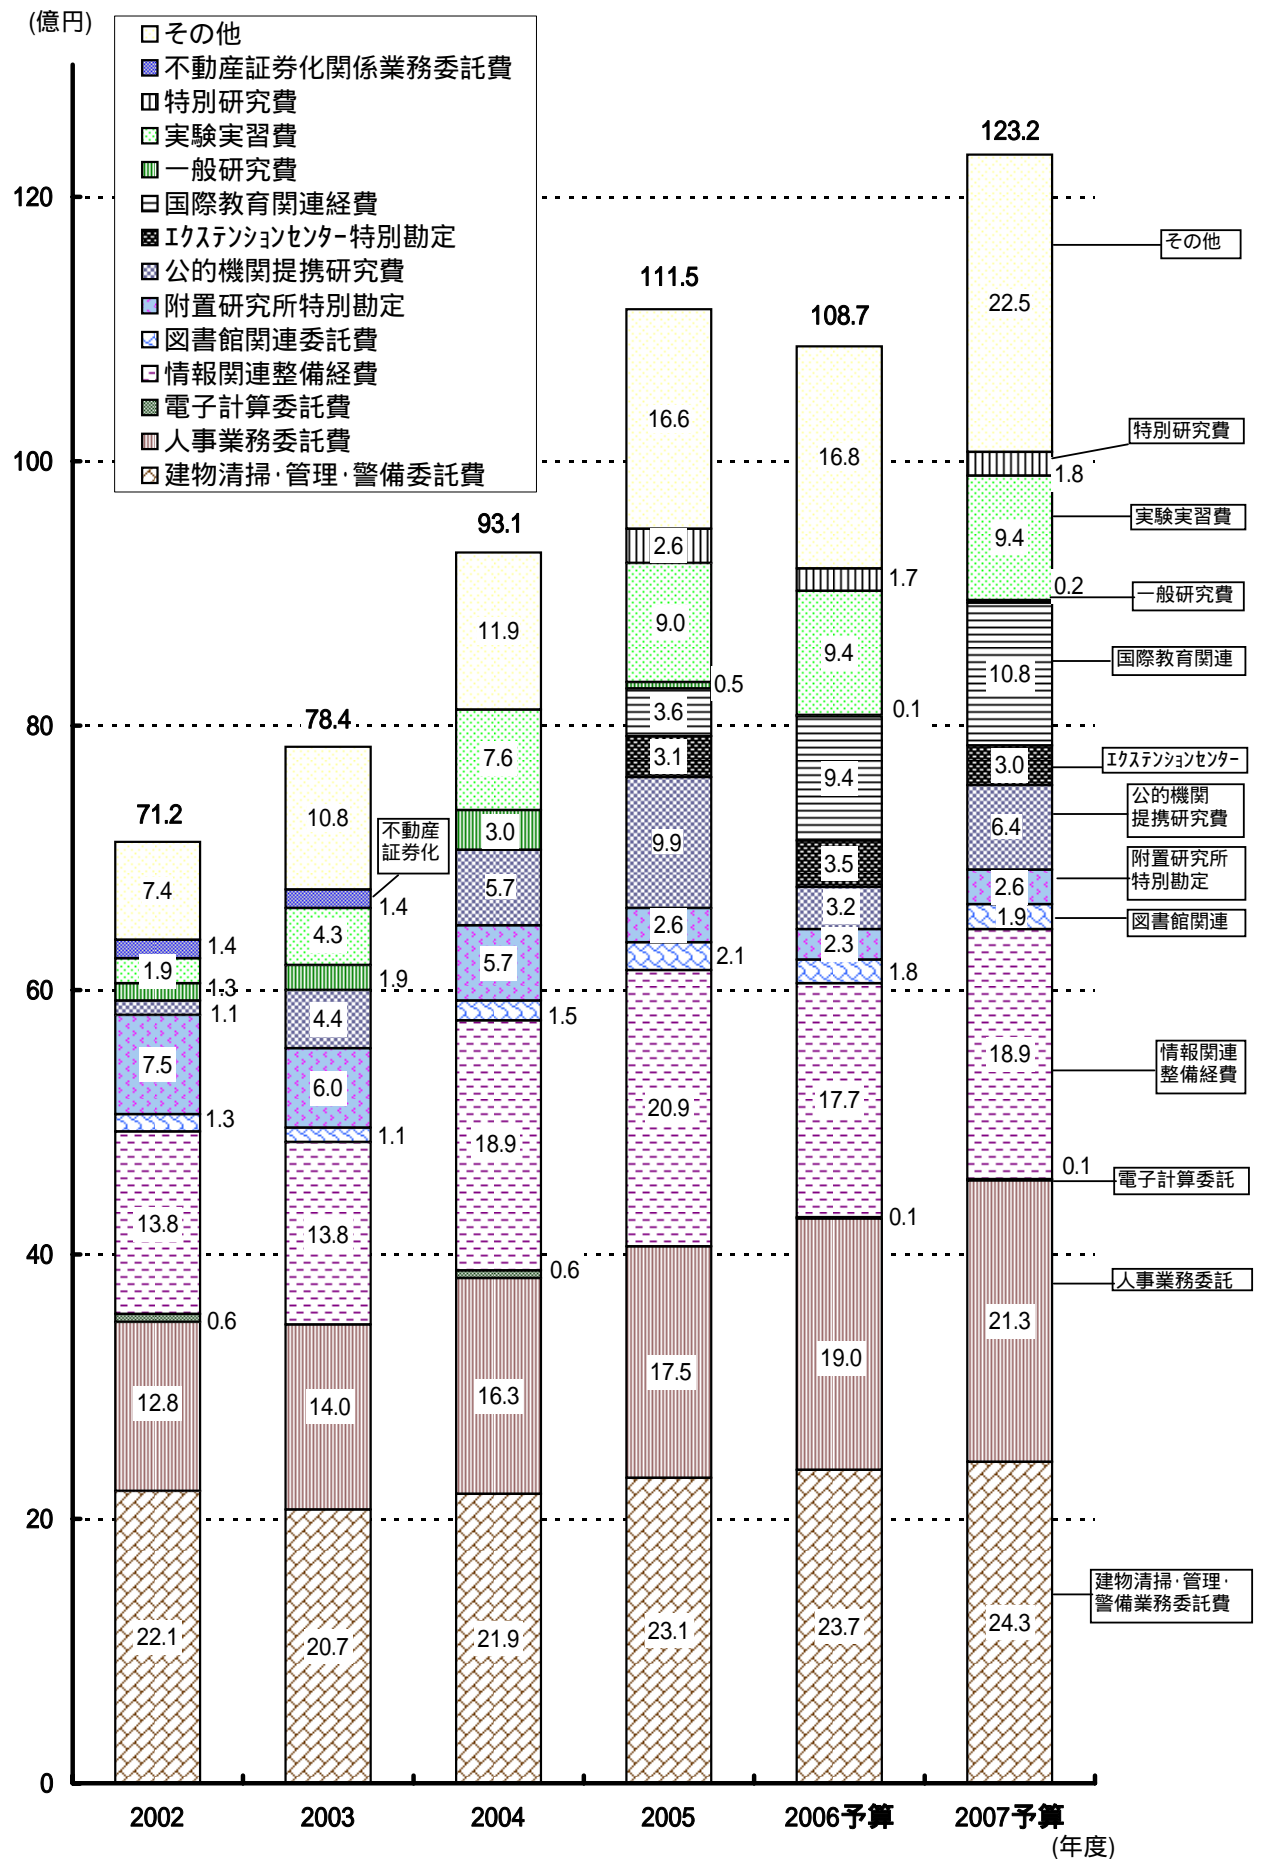 (億円)
その他
不動産証券化関係業務委託費
特別研究費
実験実習費
一般研究費
国際教育関連経費
ｴｸｽﾃﾝｼｮﾝｾﾝﾀｰ特別勘定
公的機関提携研究費
附置研究所特別勘定
図書館関連委託費
情報関連整備経費
電子計算委託費
人事業務委託費
建物清掃･管理･警備委託費
120
100
80
60
40
20
0
71.2
7.4
1.4
1.9
1.3
1.1
7.5
1.3
13.8
0.6
12.8
22.1
2002
78.4
10.8
不動産
証券化
1.4
4.3
1.9
4.4
6.0
1.1
13.8
14.0
20.7
2003
93.1
11.9
7.6
3.0
5.7
5.7
1.5
18.9
0.6
16.3
21.9
2004
111.5
16.6
2.6
9.0
0.5
3.6
3.1
9.9
2.6
2.1
20.9
17.5
23.1
2005
108.7
16.8
1.7
9.4
0.1
9.4
3.5
3.2
2.3
1.8
17.7
0.1
19.0
23.7
2006予算
123.2
22.5
1.8
9.4
0.2
10.8
3.0
6.4
2.6
1.9
18.9
0.1
21.3
24.3
2007予算
(年度)
その他
特別研究費
実験実習費
一般研究費
国際教育関連
ｴｸｽﾃﾝｼｮﾝｾﾝﾀｰ
公的機関
提携研究費
附置研究所
特別勘定
図書館関連
情報関連
整備経費
電子計算委託
人事業務委託
建物清掃･管理･
警備業務委託費